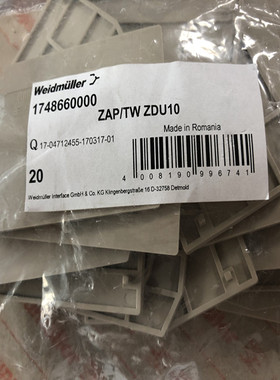 Weidmüller
1748660000
ZAP/TW ZDU10
Made in Romania
Q 17-04712455-170317-01
20
4 008190 996741
Weidmüller Interface GmbH & Co. KG Klingenbergstraße 16 D-32758 Detmold